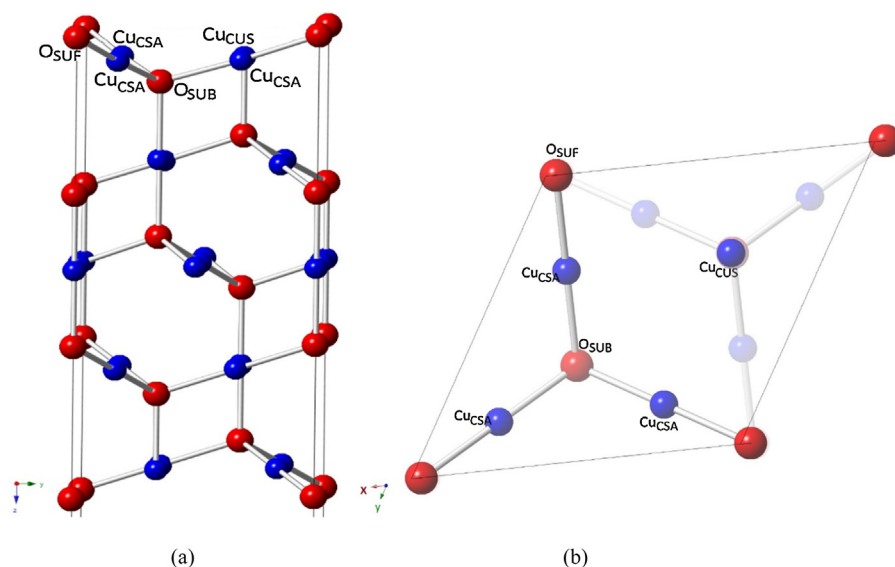 Cu_CSA
Cu_CUS
O_SUF
Cu_CSA
Cu_CSA
O_SUB
y
z
(a)
O_SUF
Cu_CUS
Cu_CSA
O_SUB
Cu_CSA
Cu_CSA
x
y
(b)